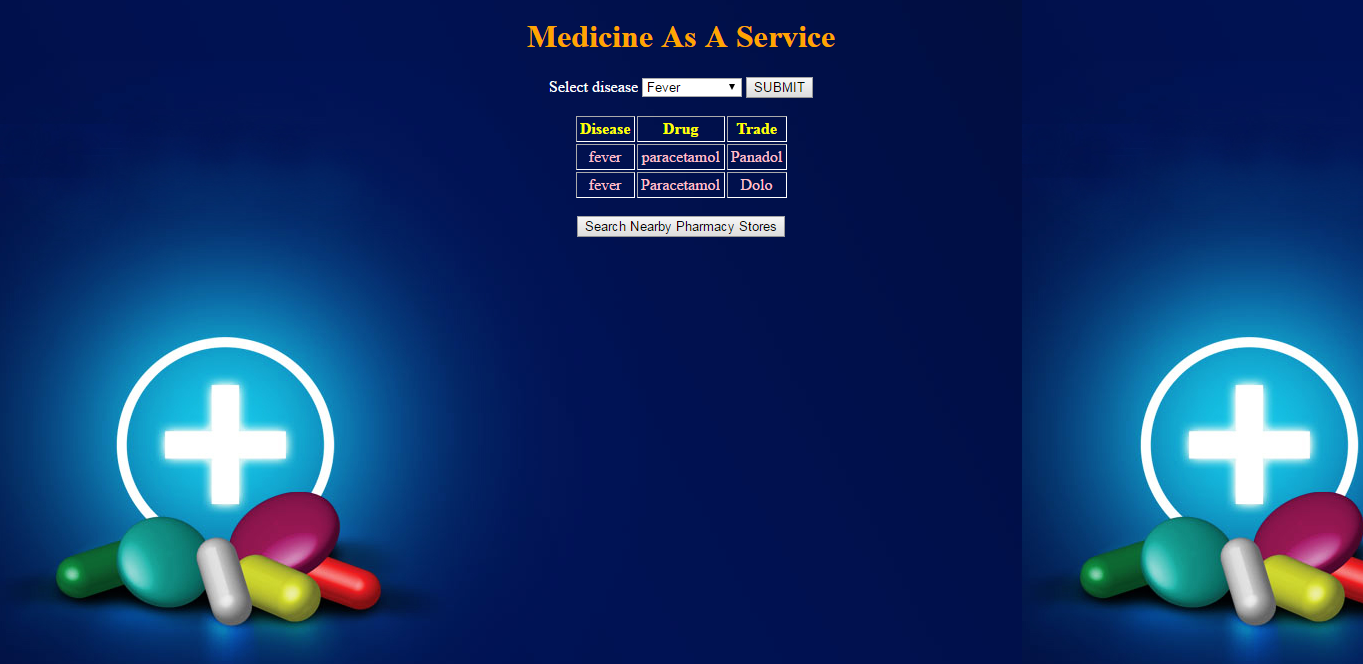 Medicine As A Service
Select disease Fever SUBMIT
Disease Drug Trade
fever paracetamol Panadol
fever Paracetamol Dolo
Search Nearby Pharmacy Stores